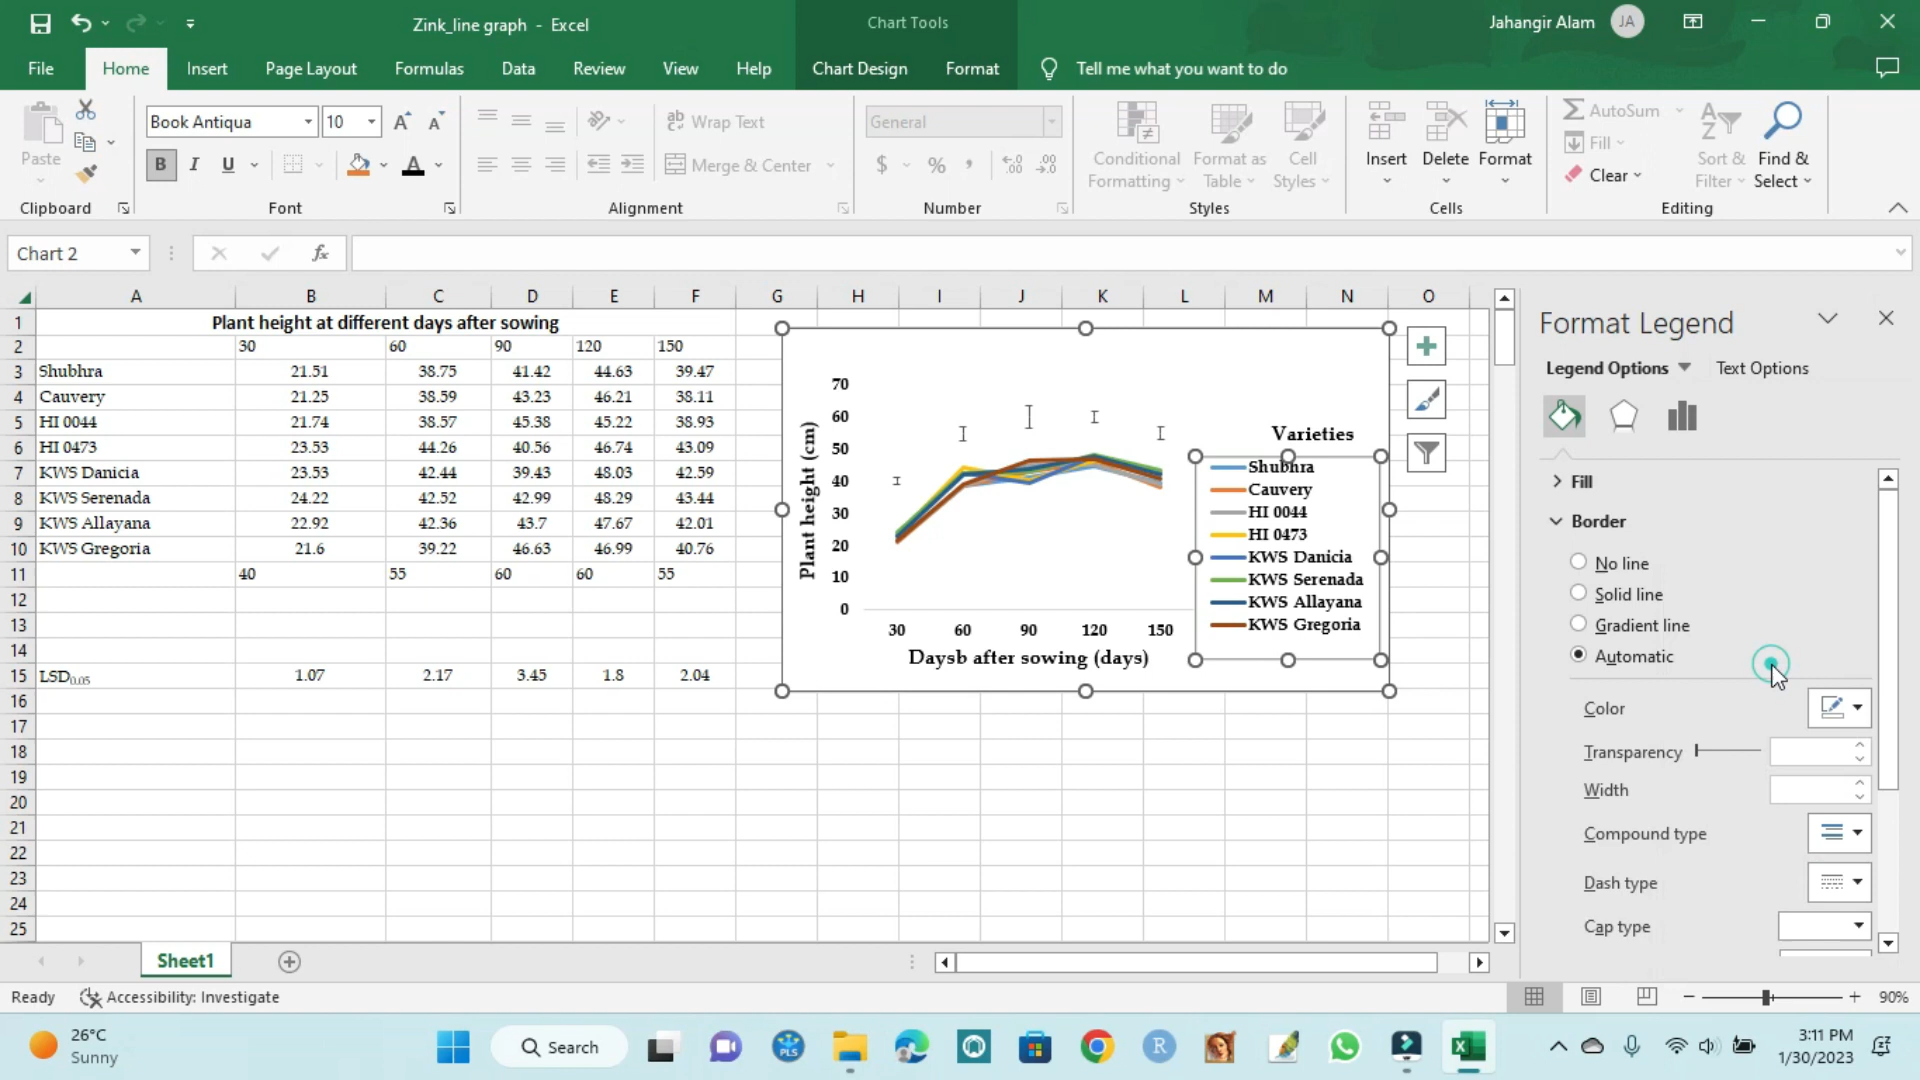 Zink_line graph - Excel
Chart Tools
Jahangir Alam
JA
File
Home
Insert
Page Layout
Formulas
Data
Review
View
Help
Chart Design
Format
Tell me what you want to do
Paste
Clipboard
Book Antiqua
10
B I U
Font
Wrap Text
Merge & Center
Alignment
General
$ % ,
Number
Conditional Formatting
Format as Table
Cell Styles
Styles
Insert
Delete
Format
Cells
AutoSum
Fill
Clear
Sort & Filter
Find & Select
Editing
Chart 2
fx
A B C D E F G H I J K L M N O
1 Plant height at different days after sowing
2 30 60 90 120 150
3 Shubhra 21.51 38.75 41.42 44.63 39.47
4 Cauvery 21.25 38.59 43.23 46.21 38.11
5 HI 0044 21.74 38.57 45.38 45.22 38.93
6 HI 0473 23.53 44.26 40.56 46.74 43.09
7 KWS Danicia 23.53 42.44 39.43 48.03 42.59
8 KWS Serenada 24.22 42.52 42.99 48.29 43.44
9 KWS Allayana 22.92 42.36 43.7 47.67 42.01
10 KWS Gregoria 21.6 39.22 46.63 46.99 40.76
11 40 55 60 60 55
12
13
14
15 LSD0.05 1.07 2.17 3.45 1.8 2.04
16
17
18
19
20
21
22
23
24
25
Plant height (cm)
70
60
50
40
30
20
10
0
30 60 90 120 150
Daysb after sowing (days)
Varieties
Shubhra
Cauvery
HI 0044
HI 0473
KWS Danicia
KWS Serenada
KWS Allayana
KWS Gregoria
Format Legend
Legend Options
Text Options
Fill
Border
No line
Solid line
Gradient line
Automatic
Color
Transparency
Width
Compound type
Dash type
Cap type
Sheet1
Ready
Accessibility: Investigate
90%
26°C
Sunny
Search
PLS
R
3:11 PM
1/30/2023